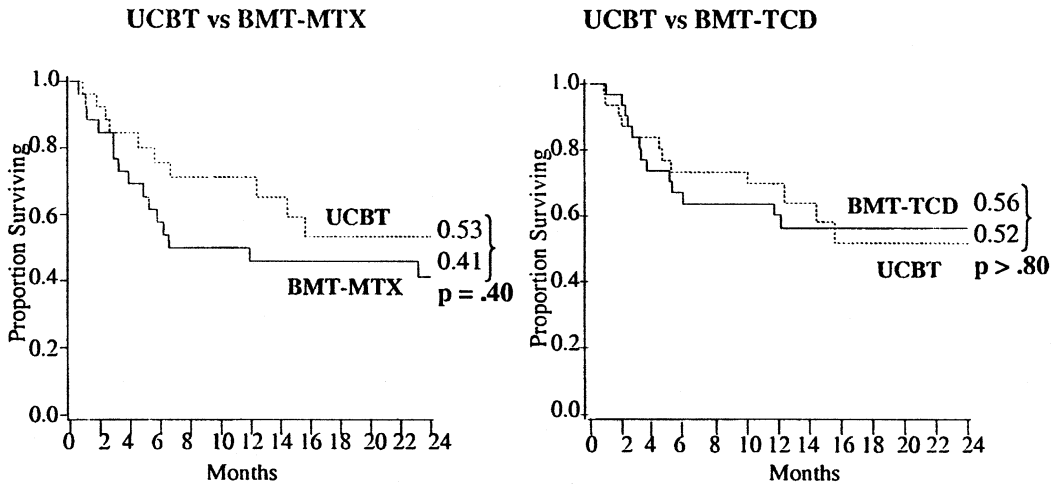 UCBT vs BMT-MTX
1.0
0.8
0.6
0.4
0.2
0.0
Proportion Surviving
UCBT
BMT-MTX
0.53
0.41
p = .40
0 2 4 6 8 10 12 14 16 18 20 22 24
Months
UCBT vs BMT-TCD
1.0
0.8
0.6
0.4
0.2
0.0
Proportion Surviving
BMT-TCD
UCBT
0.56
0.52
p > .80
0 2 4 6 8 10 12 14 16 18 20 22 24
Months